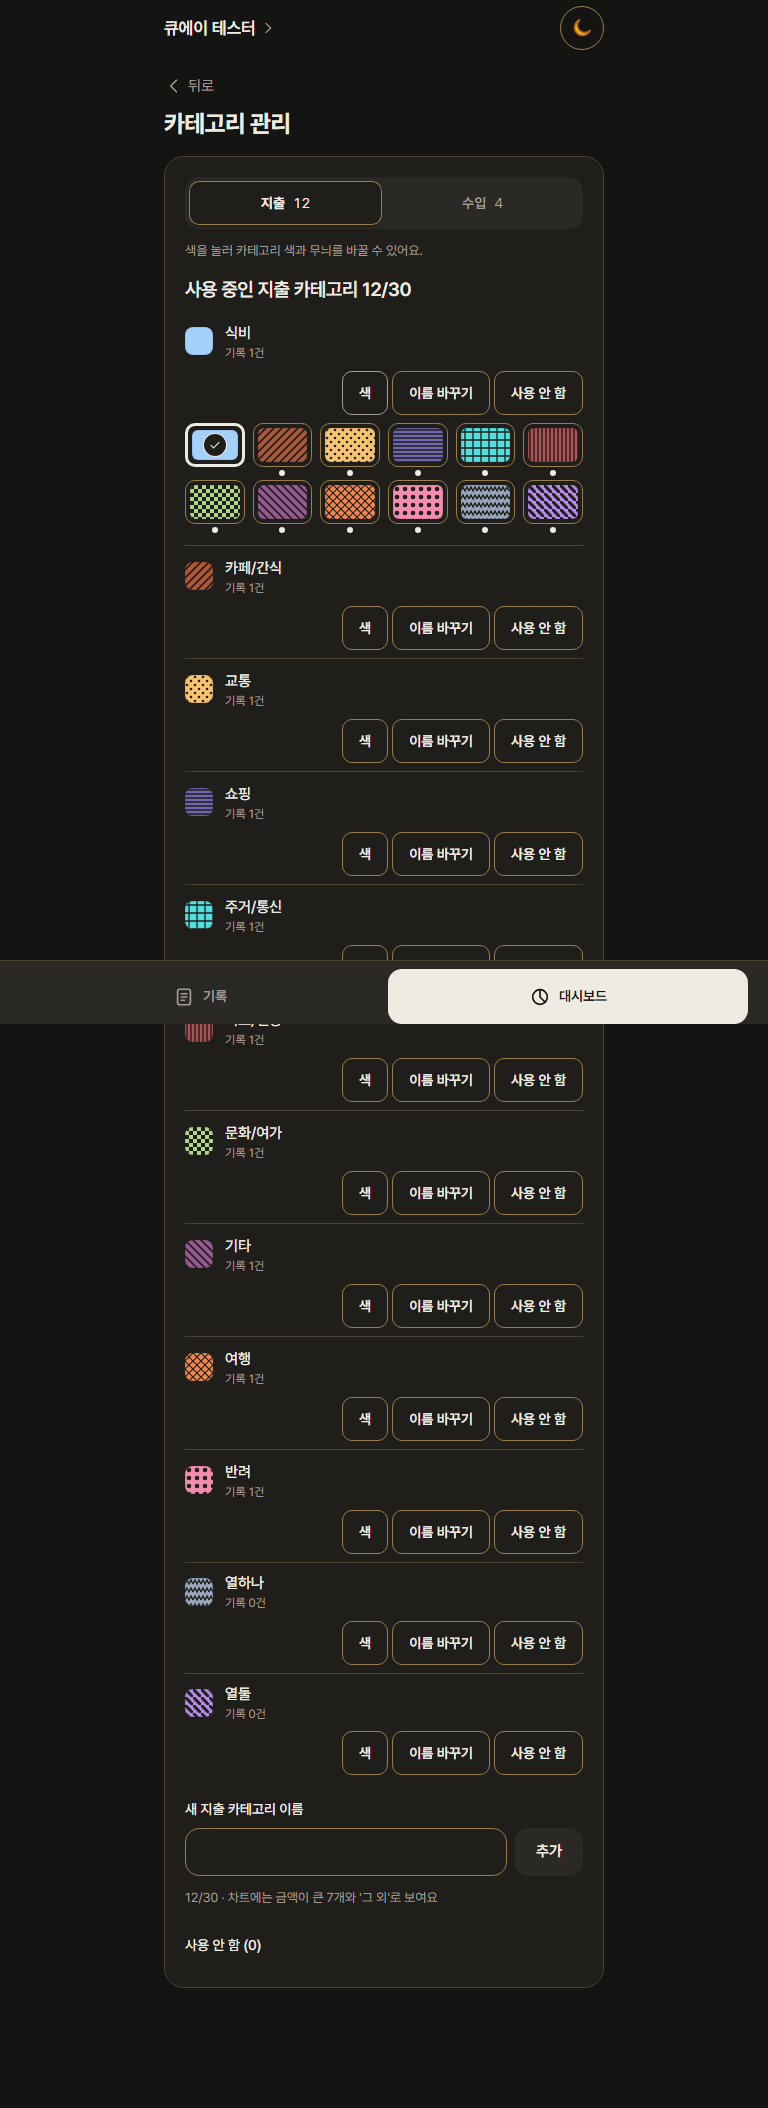 큐에이 테스터
뒤로
카테고리 관리
지출 12
수입 4
색을 눌러 카테고리 색과 무늬를 바꿀 수 있어요.
사용 중인 지출 카테고리 12/30
식비
기록 1건
색
이름 바꾸기
사용 안 함
카페/간식
기록 1건
색
이름 바꾸기
사용 안 함
교통
기록 1건
색
이름 바꾸기
사용 안 함
쇼핑
기록 1건
색
이름 바꾸기
사용 안 함
주거/통신
기록 1건
기록
대시보드
기록 1건
색
이름 바꾸기
사용 안 함
문화/여가
기록 1건
색
이름 바꾸기
사용 안 함
기타
기록 1건
색
이름 바꾸기
사용 안 함
여행
기록 1건
색
이름 바꾸기
사용 안 함
반려
기록 1건
색
이름 바꾸기
사용 안 함
열하나
기록 0건
색
이름 바꾸기
사용 안 함
열둘
기록 0건
색
이름 바꾸기
사용 안 함
새 지출 카테고리 이름
추가
12/30 · 차트에는 금액이 큰 7개와 '그 외'로 보여요
사용 안 함 (0)